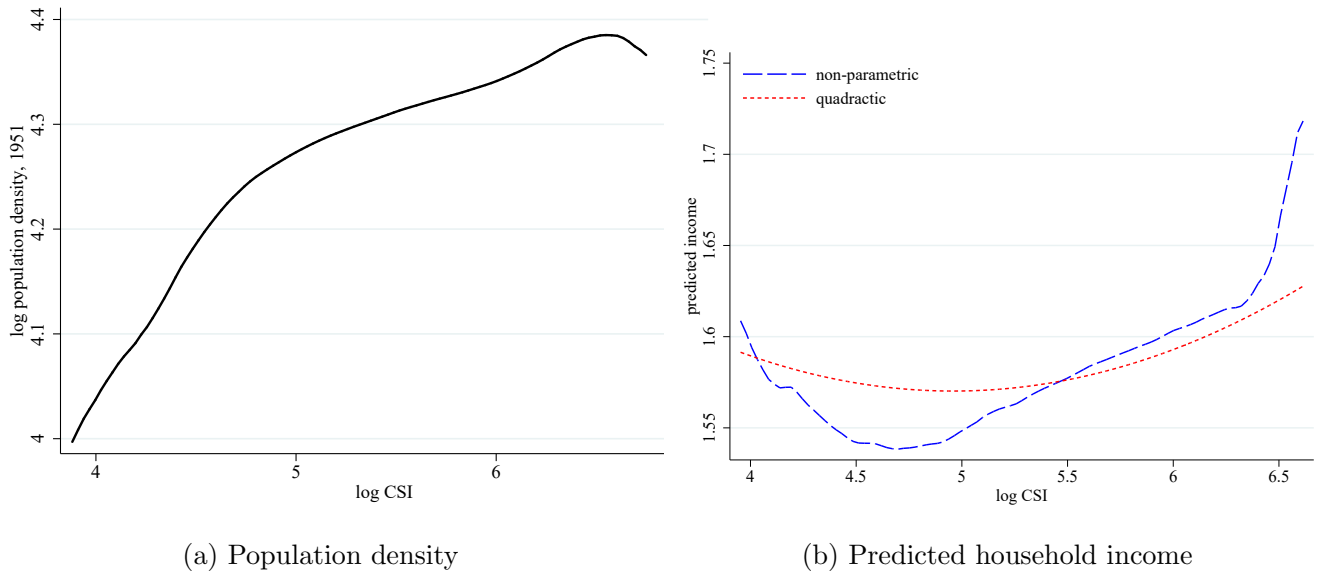 log population density, 1951
4.4
4.3
4.2
4.1
4
4
5
6
log CSI
(a) Population density
predicted income
1.75
1.7
1.65
1.6
1.55
non-parametric
quadractic
4
4.5
5
5.5
6
6.5
log CSI
(b) Predicted household income